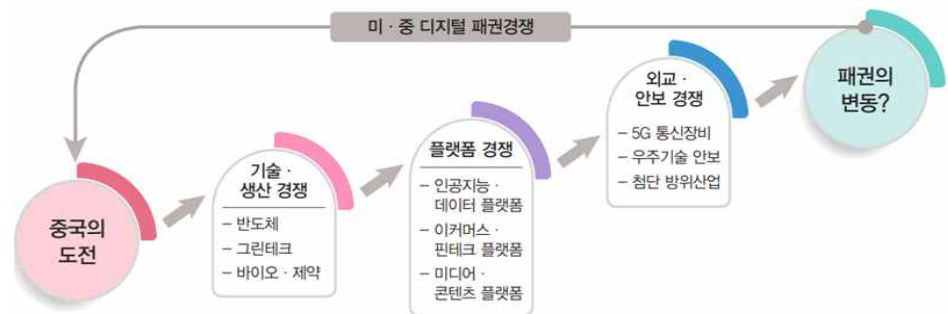 미 · 중 디지털 패권경쟁
중국의
도전
기술 ·
생산 경쟁
– 반도체
– 그린테크
– 바이오 · 제약
플랫폼 경쟁
– 인공지능 ·
데이터 플랫폼
– 이커머스 ·
핀테크 플랫폼
– 미디어 ·
콘텐츠 플랫폼
외교 ·
안보 경쟁
– 5G 통신장비
– 우주기술 안보
– 첨단 방위산업
패권의
변동?